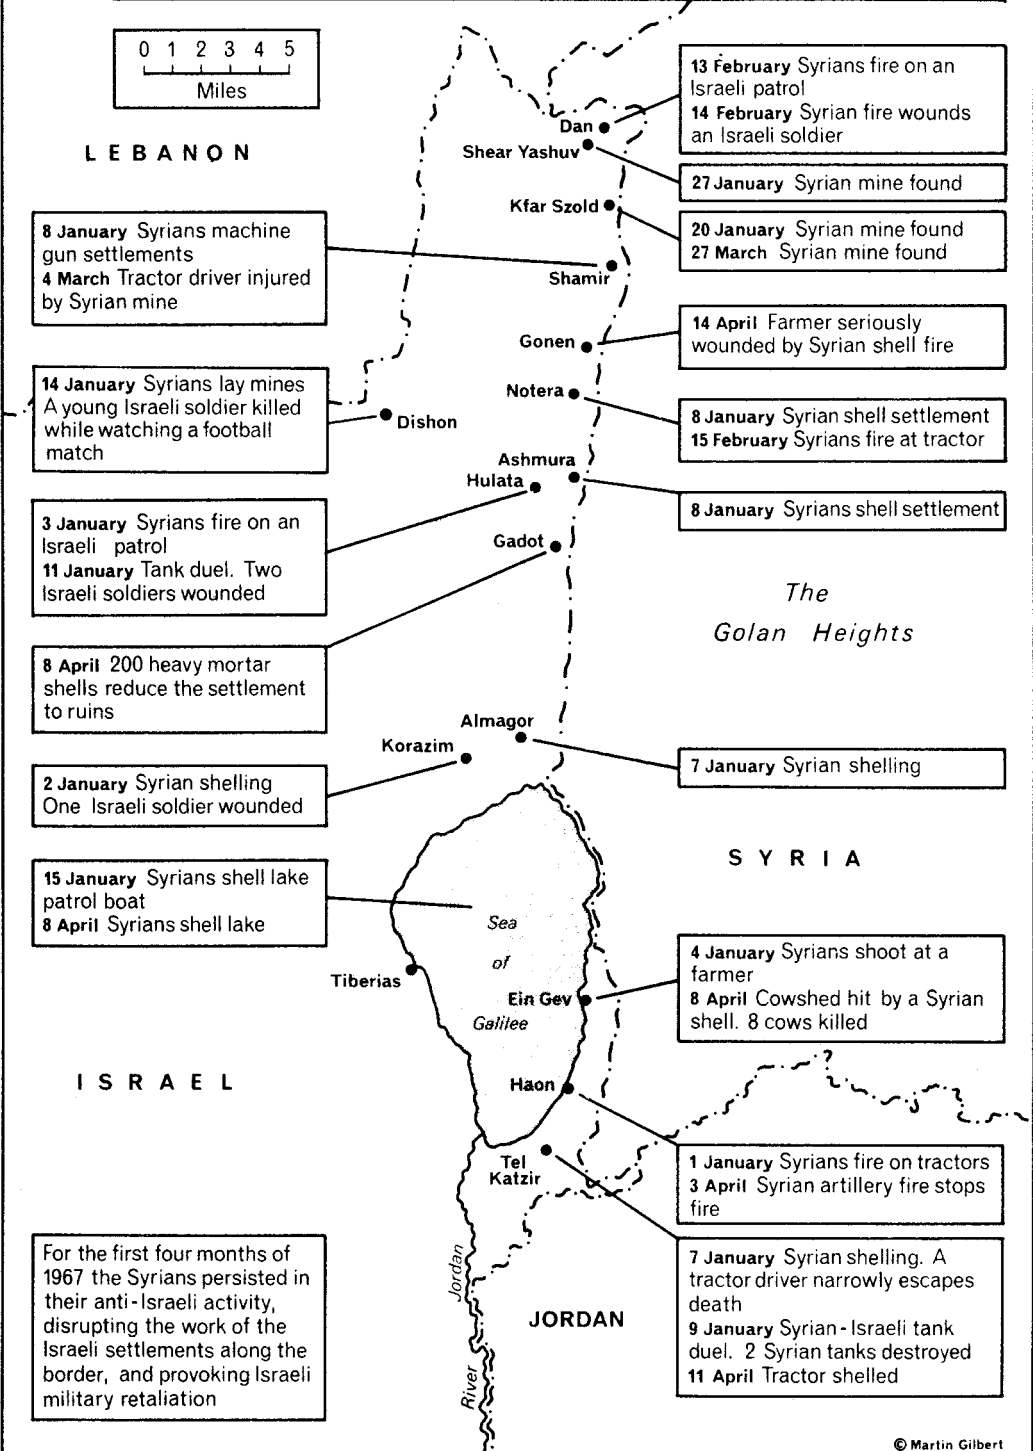 0 1 2 3 4 5
Miles
LEBANON
13 February Syrians fire on an
Israeli patrol
14 February Syrian fire wounds
an Israeli soldier
Dan
Shear Yashuv
27 January Syrian mine found
Kfar Szold
20 January Syrian mine found
27 March Syrian mine found
8 January Syrians machine
gun settlements
4 March Tractor driver injured
by Syrian mine
Shamir
14 April Farmer seriously
wounded by Syrian shell fire
Gonen
14 January Syrians lay mines
A young Israeli soldier killed
while watching a football
match
Dishon
Notera
8 January Syrian shell settlement
15 February Syrians fire at tractor
Ashmura
Hulata
8 January Syrians shell settlement
3 January Syrians fire on an
Israeli patrol
11 January Tank duel. Two
Israeli soldiers wounded
Gadot
The
Golan Heights
8 April 200 heavy mortar
shells reduce the settlement
to ruins
Almagor
Korazim
7 January Syrian shelling
2 January Syrian shelling
One Israeli soldier wounded
SYRIA
15 January Syrians shell lake
patrol boat
8 April Syrians shell lake
Sea
of
Galilee
Tiberias
Ein Gev
4 January Syrians shoot at a
farmer
8 April Cowshed hit by a Syrian
shell. 8 cows killed
ISRAEL
Haon
1 January Syrians fire on tractors
3 April Syrian artillery fire stops
fire
Tel
Katzir
7 January Syrian shelling. A
tractor driver narrowly escapes
death
9 January Syrian-Israeli tank
duel. 2 Syrian tanks destroyed
11 April Tractor shelled
For the first four months of
1967 the Syrians persisted in
their anti-Israeli activity,
disrupting the work of the
Israeli settlements along the
border, and provoking Israeli
military retaliation
River Jordan
JORDAN
© Martin Gilbert